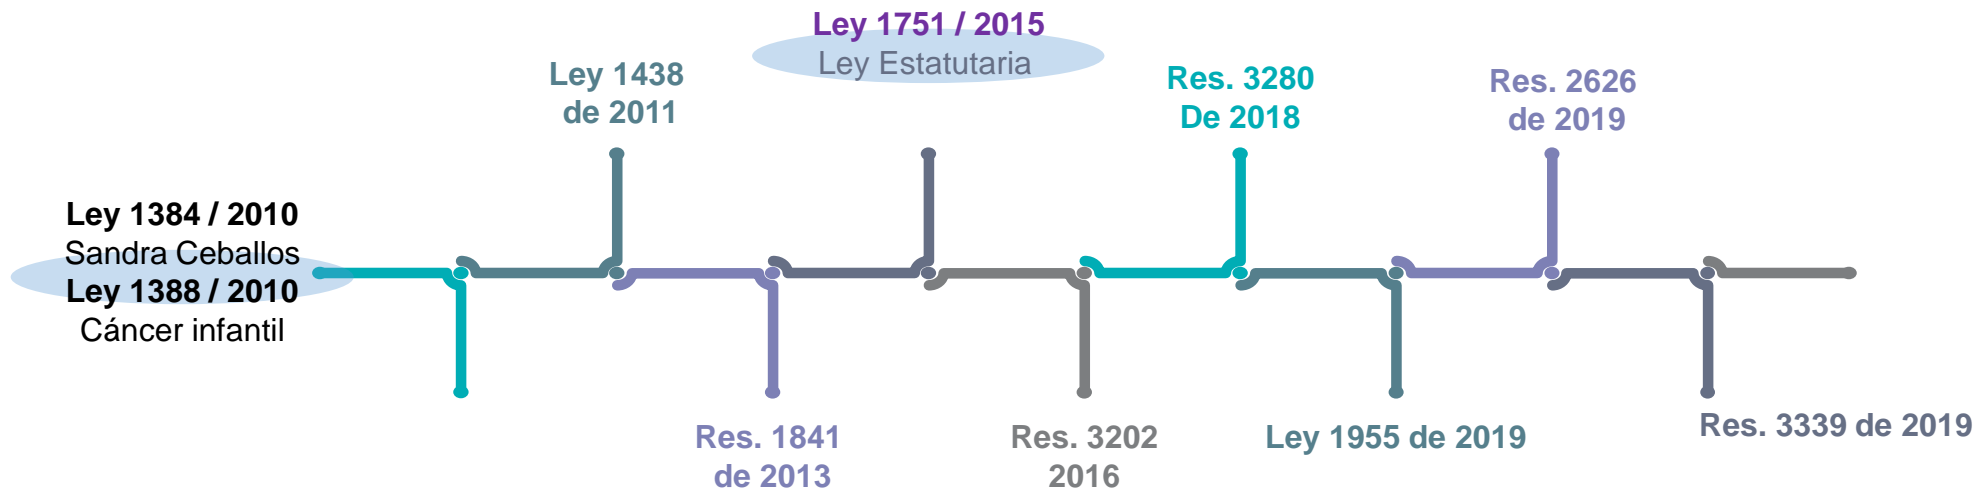 Ley 1384 / 2010
Sandra Ceballos
Ley 1388 / 2010
Cáncer infantil
Ley 1438
de 2011
Res. 1841
de 2013
Ley 1751 / 2015
Ley Estatutaria
Res. 3202
2016
Res. 3280
De 2018
Ley 1955 de 2019
Res. 2626
de 2019
Res. 3339 de 2019